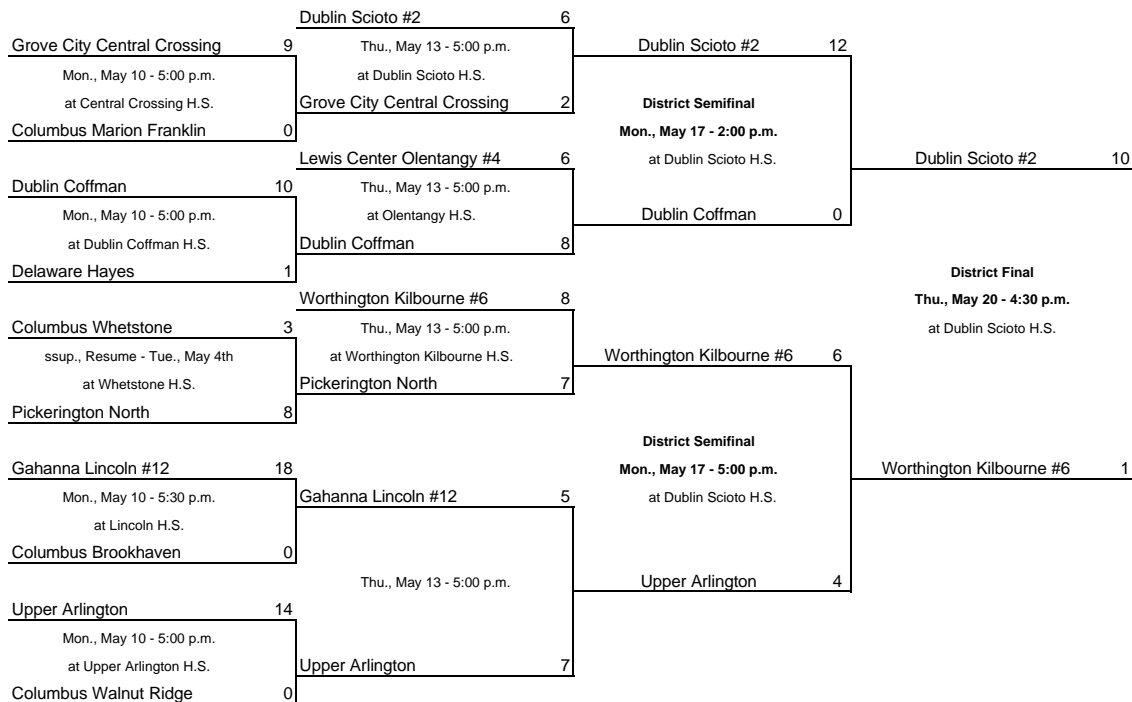 Dublin Scioto #2 6
Grove City Central Crossing 9
Thu., May 13 - 5:00 p.m.
Dublin Scioto #2 12
Mon., May 10 - 5:00 p.m.
at Dublin Scioto H.S.
at Central Crossing H.S.
Grove City Central Crossing 2
District Semifinal
Columbus Marion Franklin 0
Mon., May 17 - 2:00 p.m.
Lewis Center Olentangy #4 6
at Dublin Scioto H.S.
Dublin Scioto #2 10
Dublin Coffman 10
Thu., May 13 - 5:00 p.m.
Mon., May 10 - 5:00 p.m.
at Olentangy H.S.
Dublin Coffman 0
at Dublin Coffman H.S.
Dublin Coffman 8
Delaware Hayes 1
District Final
Worthington Kilbourne #6 8
Thu., May 20 - 4:30 p.m.
Columbus Whetstone 3
Thu., May 13 - 5:00 p.m.
at Dublin Scioto H.S.
ssup., Resume - Tue., May 4th
at Worthington Kilbourne H.S.
Worthington Kilbourne #6 6
at Whetstone H.S.
Pickerington North 7
Pickerington North 8
District Semifinal
Gahanna Lincoln #12 18
Mon., May 17 - 5:00 p.m.
Worthington Kilbourne #6 1
Mon., May 10 - 5:30 p.m.
Gahanna Lincoln #12 5
at Dublin Scioto H.S.
at Lincoln H.S.
Columbus Brookhaven 0
Thu., May 13 - 5:00 p.m.
Upper Arlington 4
Upper Arlington 14
Mon., May 10 - 5:00 p.m.
at Upper Arlington H.S.
Upper Arlington 7
Columbus Walnut Ridge 0